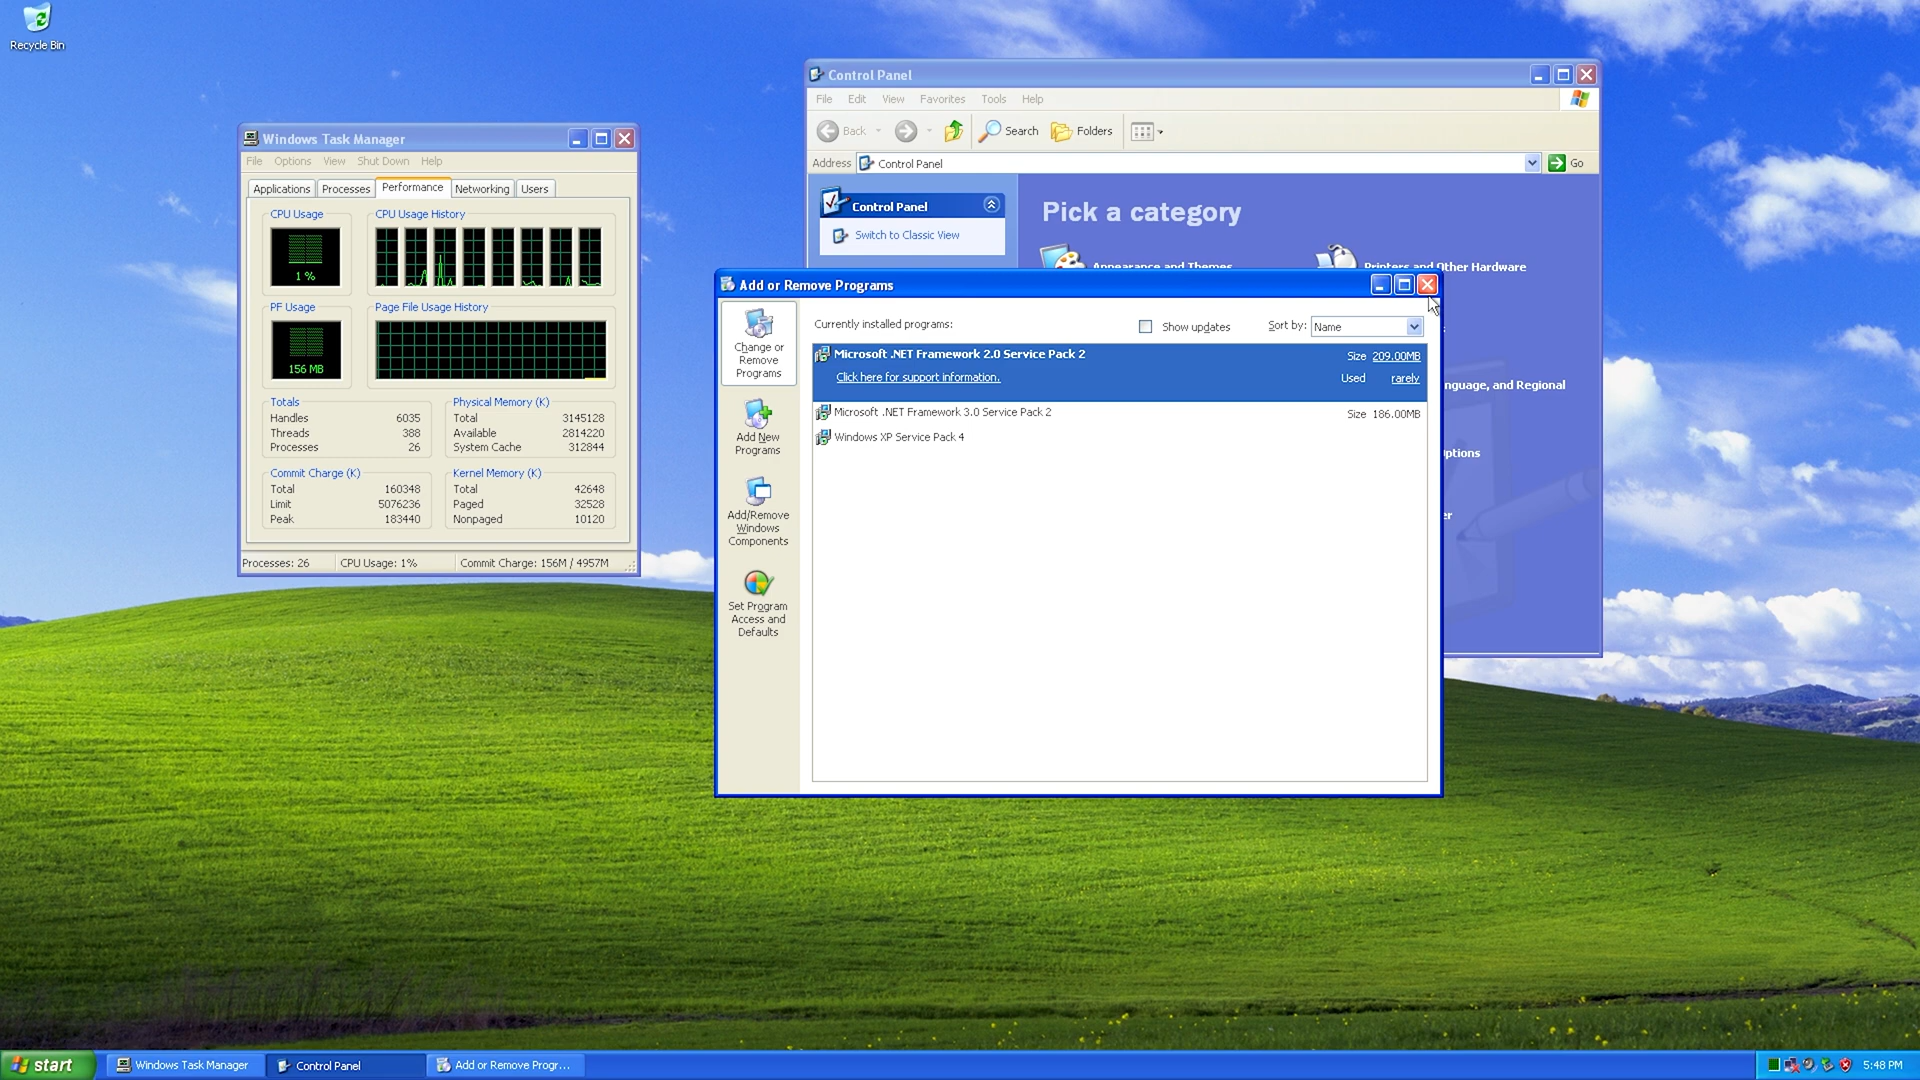 Recycle Bin
Control Panel
File Edit View Favorites Tools Help
Back Search Folders
Address Control Panel Go
Control Panel
Switch to Classic View
Pick a category
Appearance and Themes
Printers and Other Hardware
nguage, and Regional
ptions
er
Windows Task Manager
File Options View Shut Down Help
Applications Processes Performance Networking Users
CPU Usage CPU Usage History
1 %
PF Usage Page File Usage History
156 MB
Totals
Handles 6035
Threads 388
Processes 26
Physical Memory (K)
Total 3145128
Available 2814220
System Cache 312844
Commit Charge (K)
Total 160348
Limit 5076236
Peak 183440
Kernel Memory (K)
Total 42648
Paged 32528
Nonpaged 10120
Processes: 26 CPU Usage: 1% Commit Charge: 156M / 4957M
Add or Remove Programs
Change or
Remove
Programs
Add New
Programs
Add/Remove
Windows
Components
Set Program
Access and
Defaults
Currently installed programs: Show updates Sort by: Name
Microsoft .NET Framework 2.0 Service Pack 2 Size 209.00MB
Click here for support information. Used rarely
Microsoft .NET Framework 3.0 Service Pack 2 Size 186.00MB
Windows XP Service Pack 4
start Windows Task Manager Control Panel Add or Remove Progr... 5:48 PM